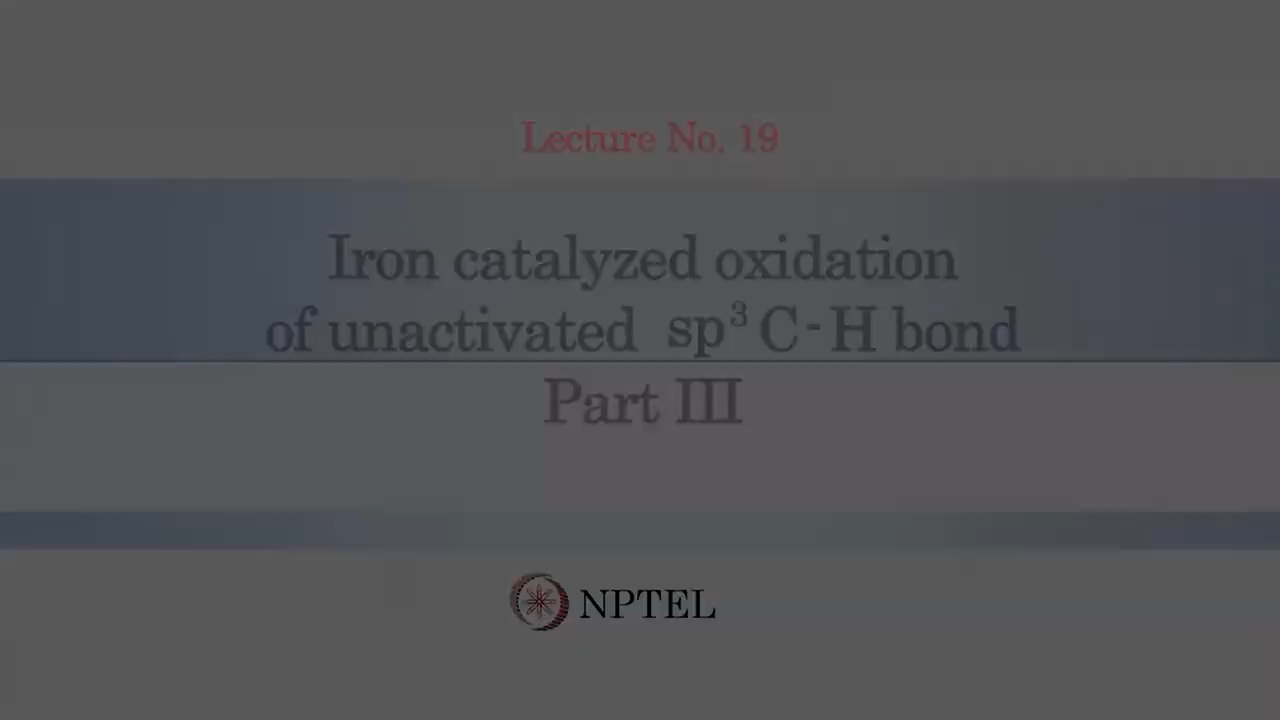 Lecture No. 19
Iron catalyzed oxidation
of unactivated sp³ C-H bond
Part III
NPTEL